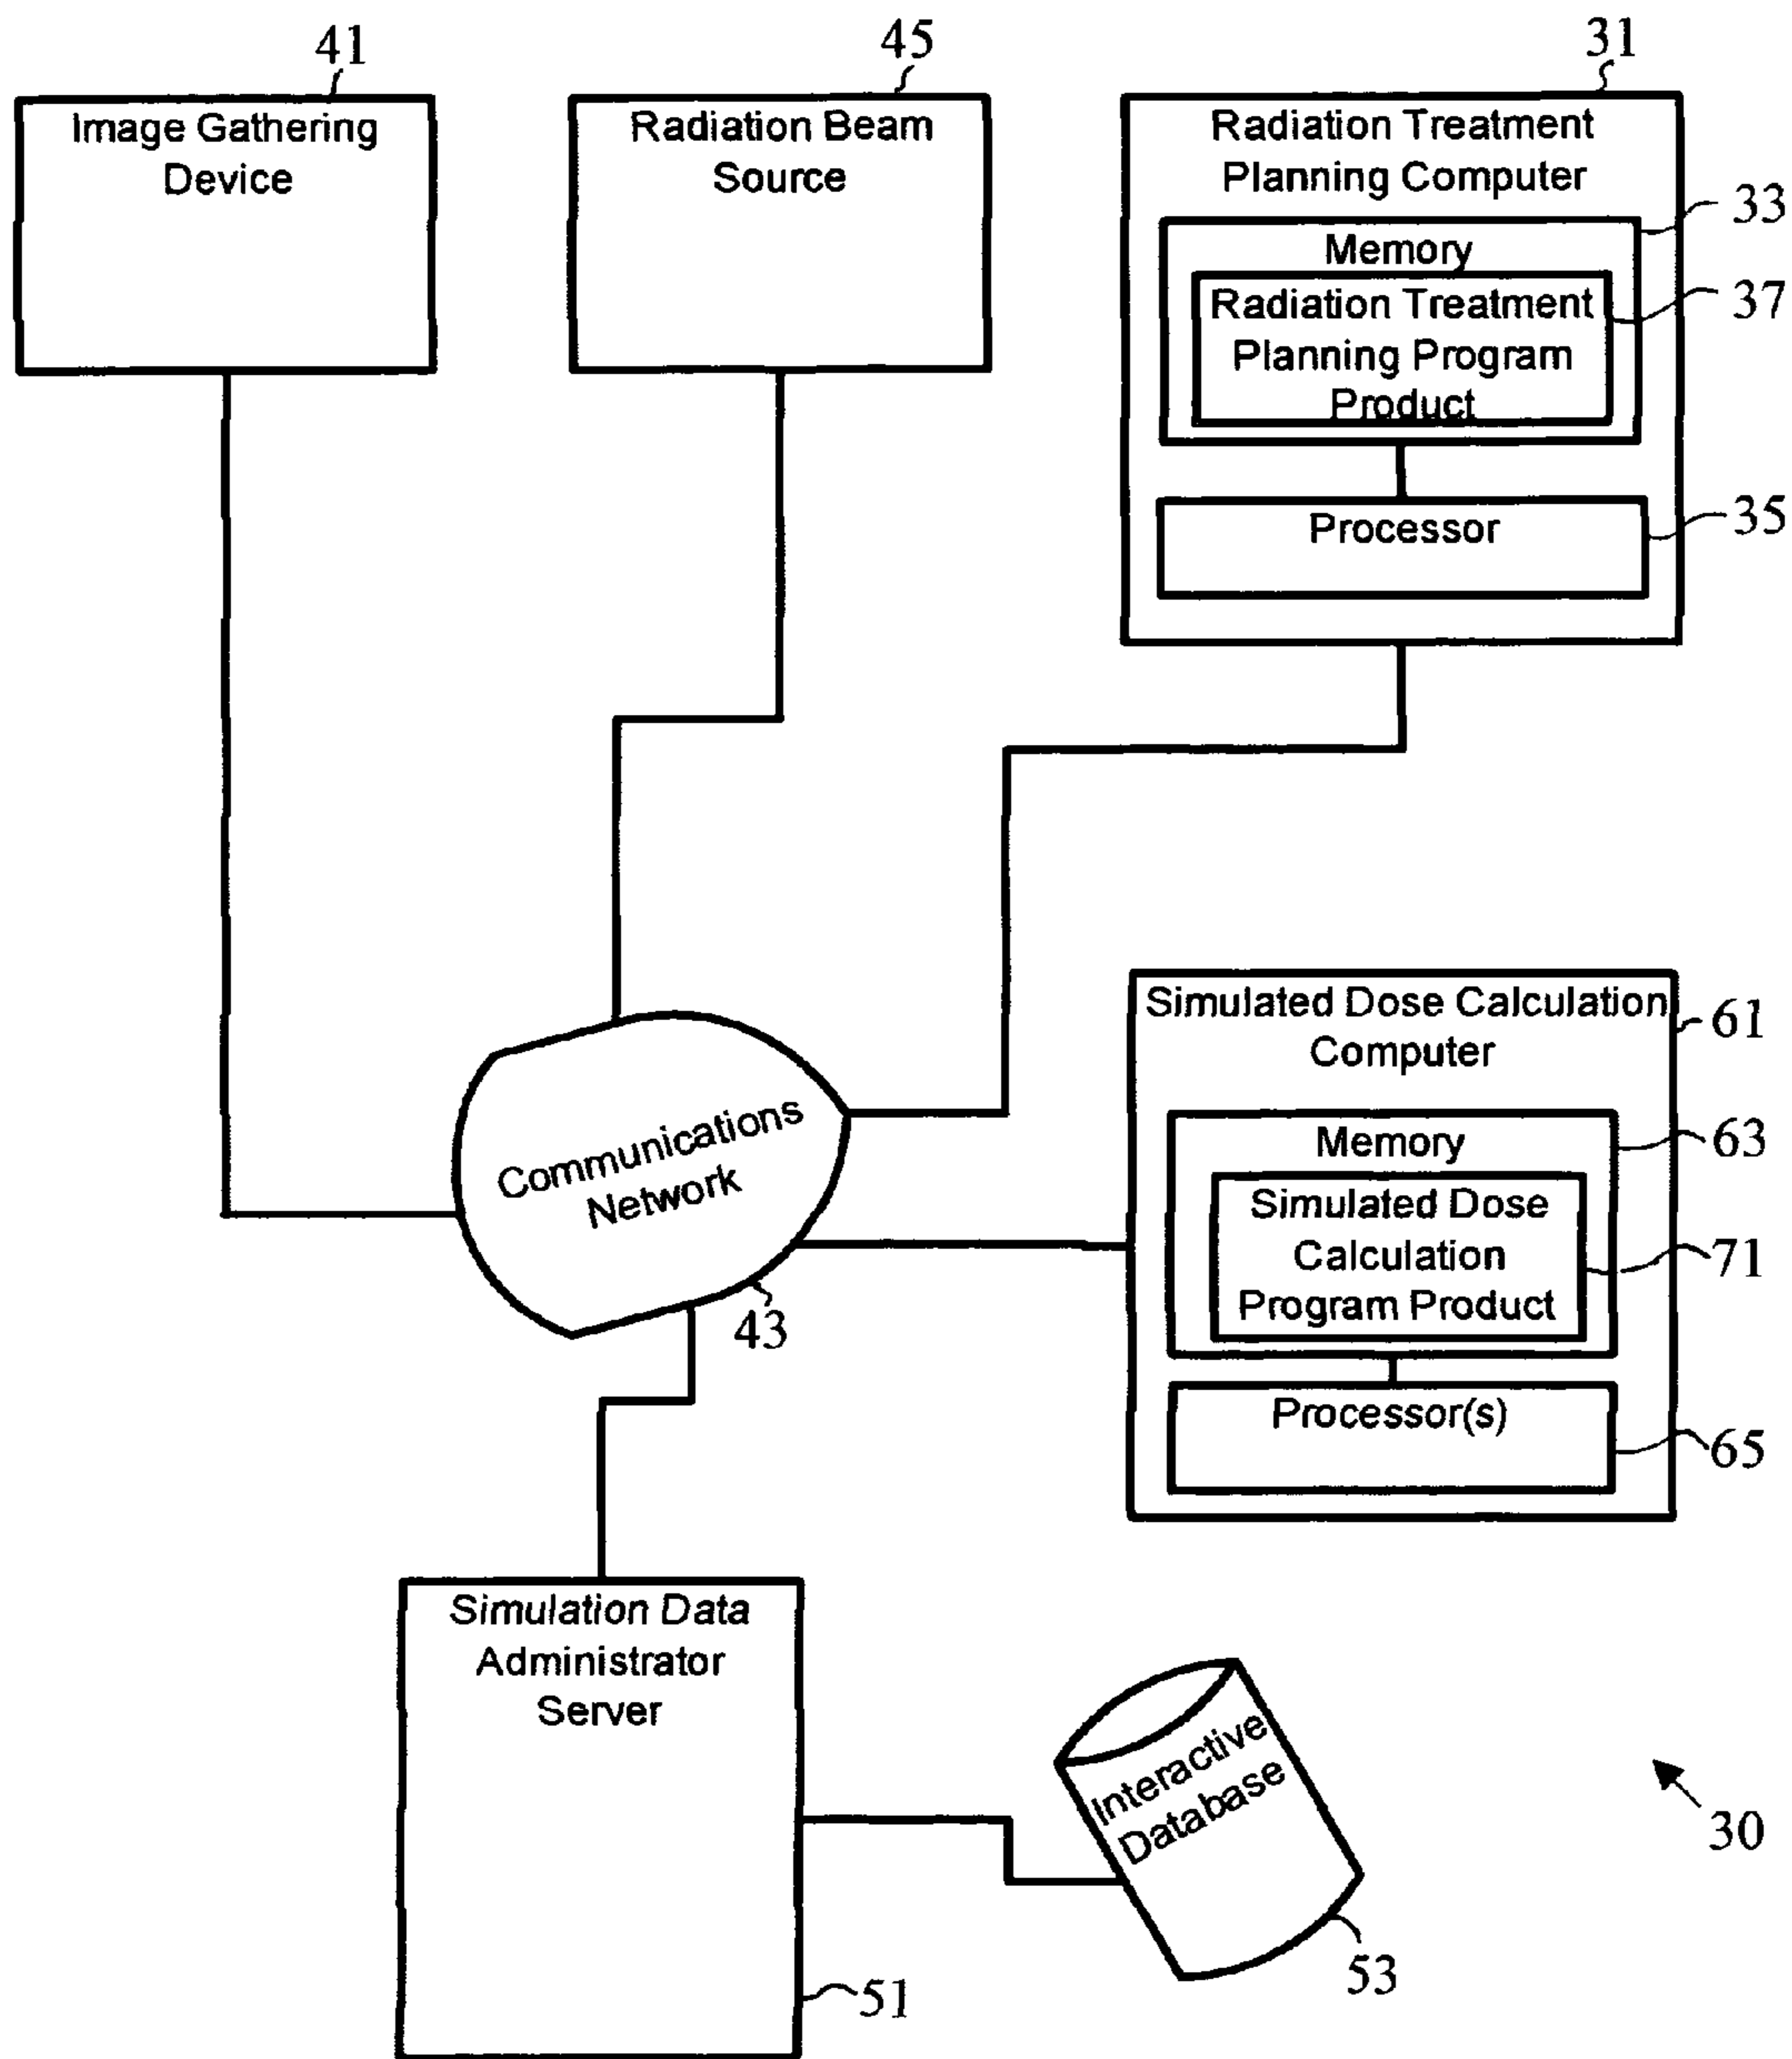 41
Image Gathering
Device
45
Radiation Beam
Source
31
Radiation Treatment
Planning Computer
33
Memory
Radiation Treatment
Planning Program
Product
37
Processor
35
Communications
Network
43
Simulated Dose Calculation
Computer
61
Memory
63
Simulated Dose
Calculation
Program Product
71
Processor(s)
65
Simulation Data
Administrator
Server
51
Interactive
Database
53
30